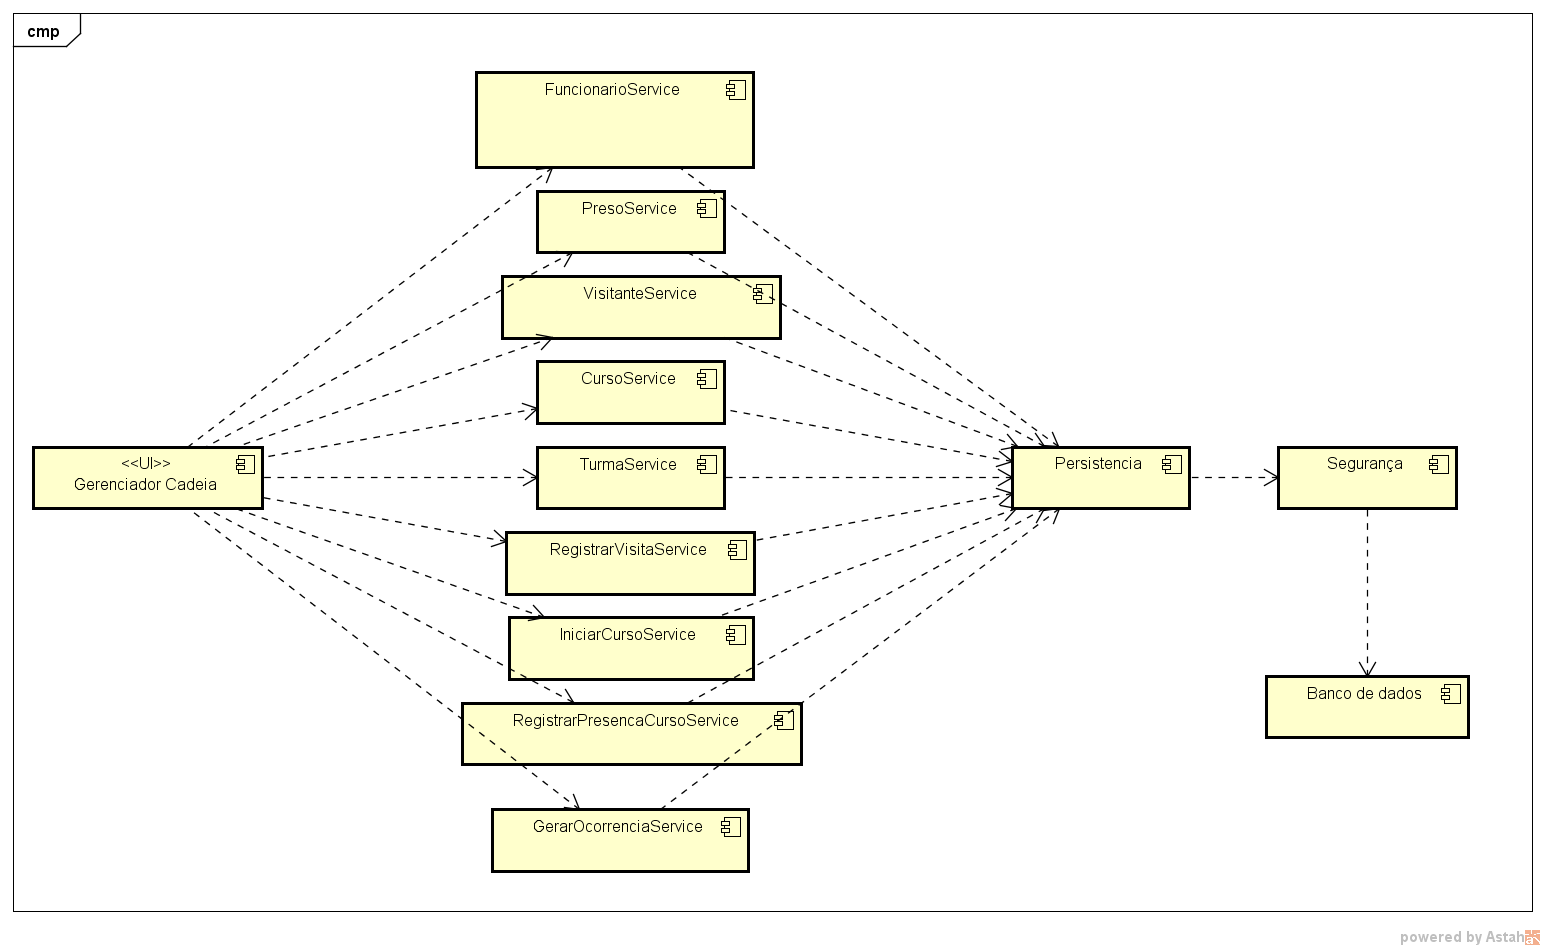 cmp
FuncionarioService
PresoService
VisitanteService
CursoService
<<UI>>
Gerenciador Cadeia
TurmaService
Persistencia
Segurança
RegistrarVisitaService
IniciarCursoService
RegistrarPresencaCursoService
Banco de dados
GerarOcorrenciaService
powered by Astah